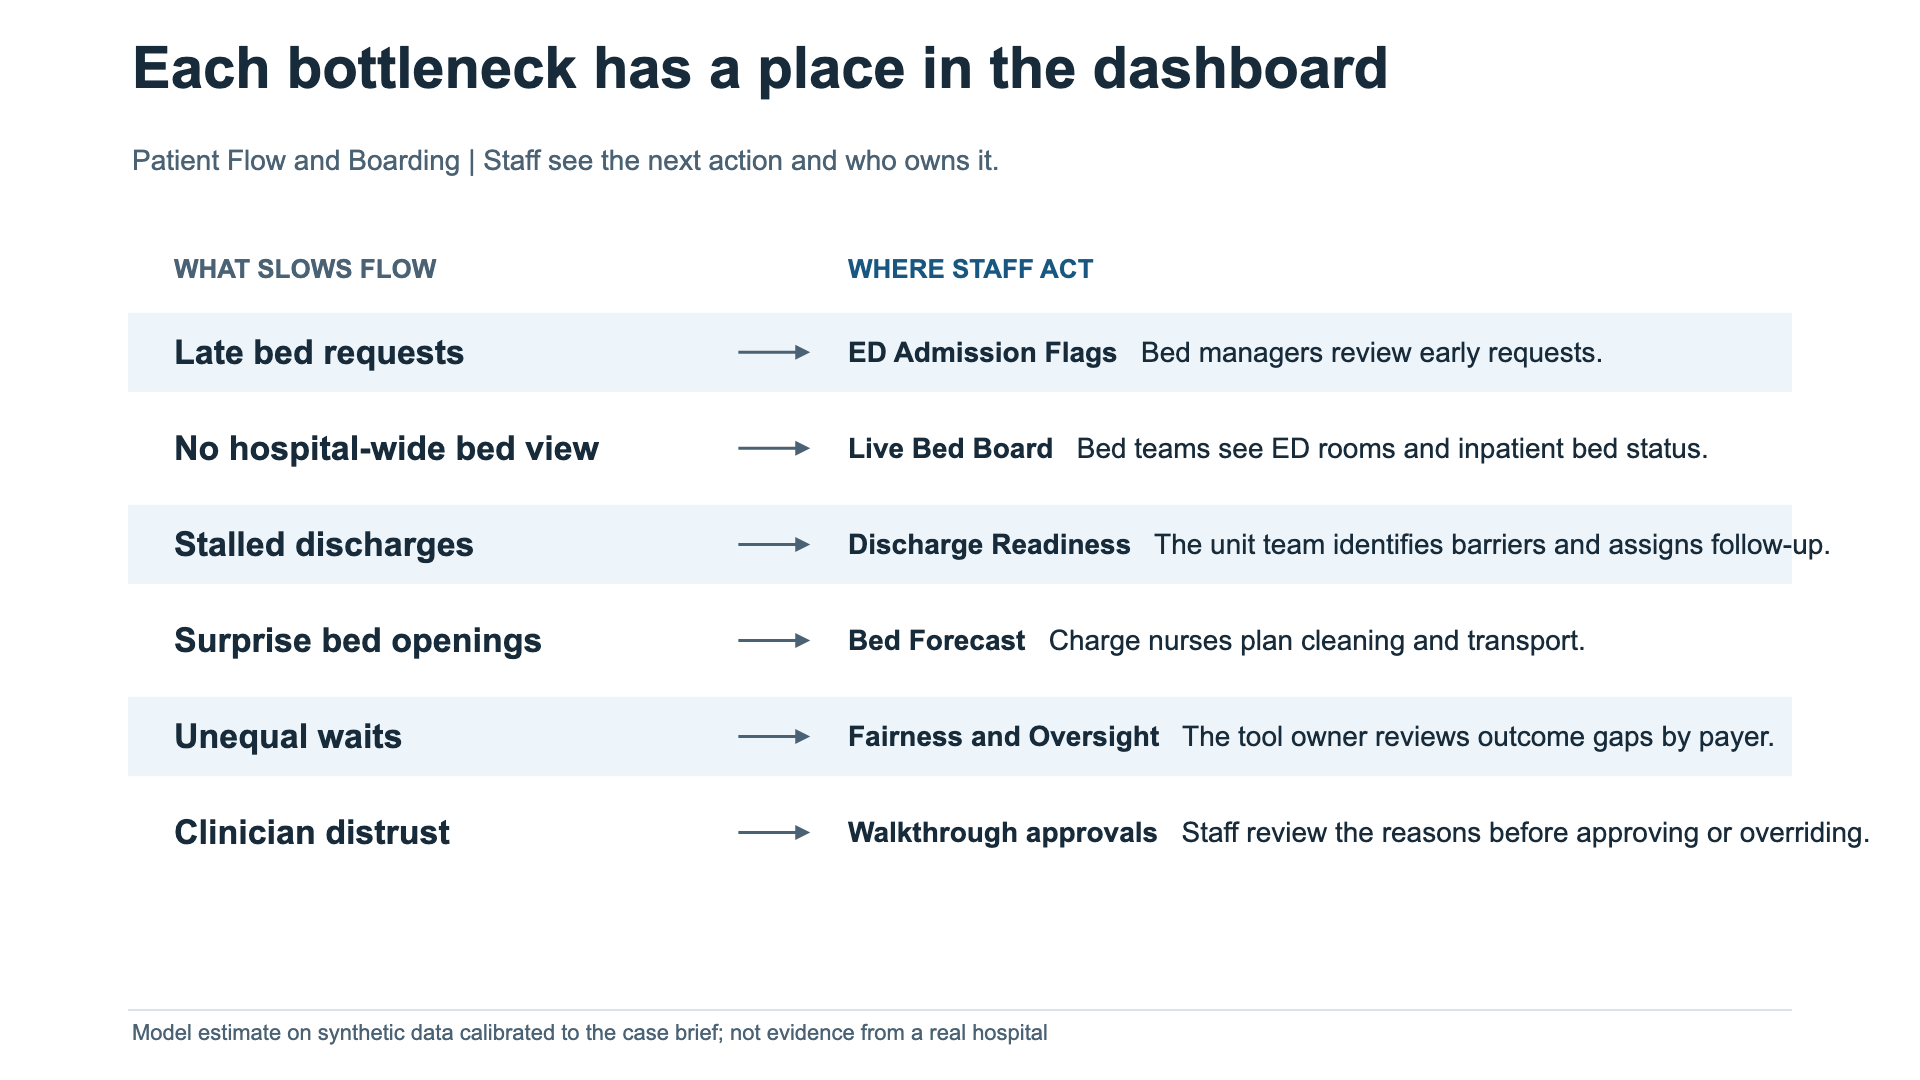 Each bottleneck has a place in the dashboard
Patient Flow and Boarding | Staff see the next action and who owns it.
WHAT SLOWS FLOW WHERE STAFF ACT
Late bed requests ED Admission Flags Bed managers review early requests.
No hospital-wide bed view Live Bed Board Bed teams see ED rooms and inpatient bed status.
Stalled discharges Discharge Readiness The unit team identifies barriers and assigns follow-up.
Surprise bed openings Bed Forecast Charge nurses plan cleaning and transport.
Unequal waits Fairness and Oversight The tool owner reviews outcome gaps by payer.
Clinician distrust Walkthrough approvals Staff review the reasons before approving or overriding.
Model estimate on synthetic data calibrated to the case brief; not evidence from a real hospital